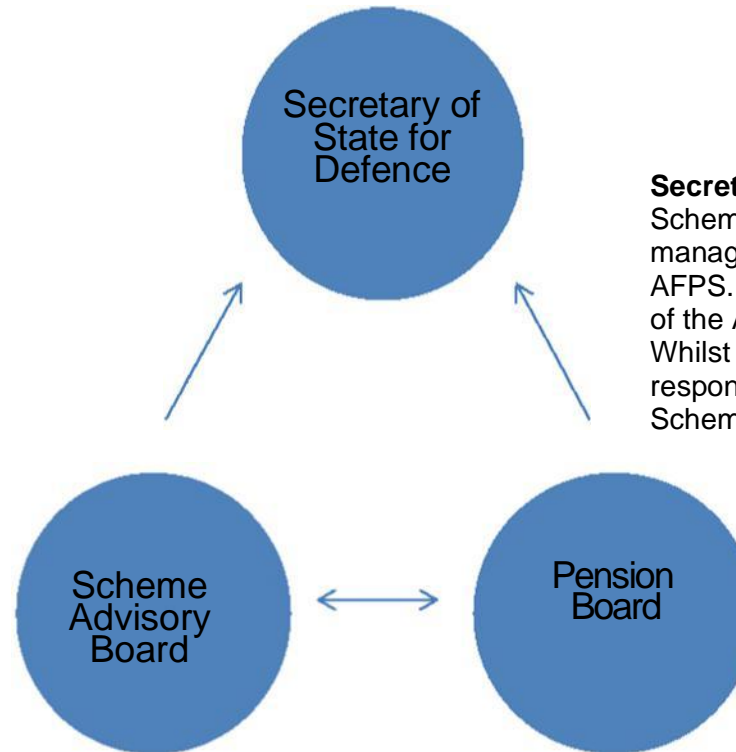 Secretary of
State for
Defence
Secret
Schem
manag
AFPS.
of the A
Whilst
respon
Schem
Scheme
Advisory
Board
Pension
Board